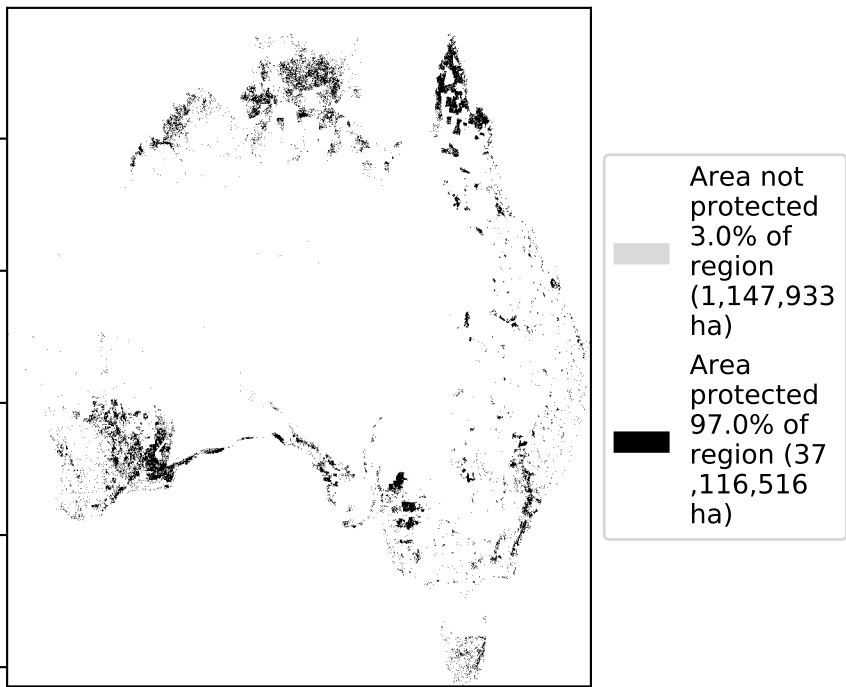 Area not
protected
3.0% of
region
(1,147,933
ha)
Area
protected
97.0% of
region (37
,116,516
ha)